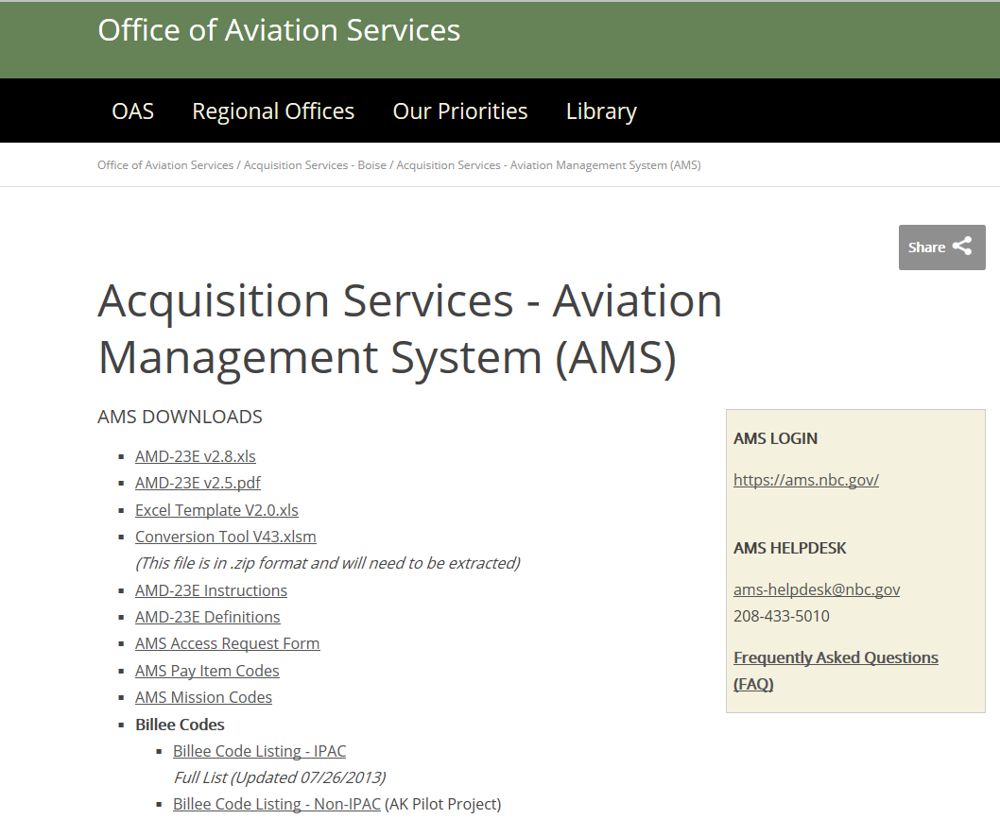 Office of Aviation Services
OAS Regional Offices Our Priorities Library
Office of Aviation Services / Acquisition Services - Boise / Acquisition Services - Aviation Management System (AMS)
Share
Acquisition Services - Aviation
Management System (AMS)
AMS DOWNLOADS
AMD-23E v2.8.xls
AMD-23E v2.5.pdf
Excel Template V2.0.xls
Conversion Tool V43.xlsm
(This file is in .zip format and will need to be extracted)
AMD-23E Instructions
AMD-23E Definitions
AMS Access Request Form
AMS Pay Item Codes
AMS Mission Codes
Billee Codes
Billee Code Listing - IPAC
Full List (Updated 07/26/2013)
Billee Code Listing - Non-IPAC (AK Pilot Project)
AMS LOGIN
https://ams.nbc.gov/
AMS HELPDESK
ams-helpdesk@nbc.gov
208-433-5010
Frequently Asked Questions
(FAQ)